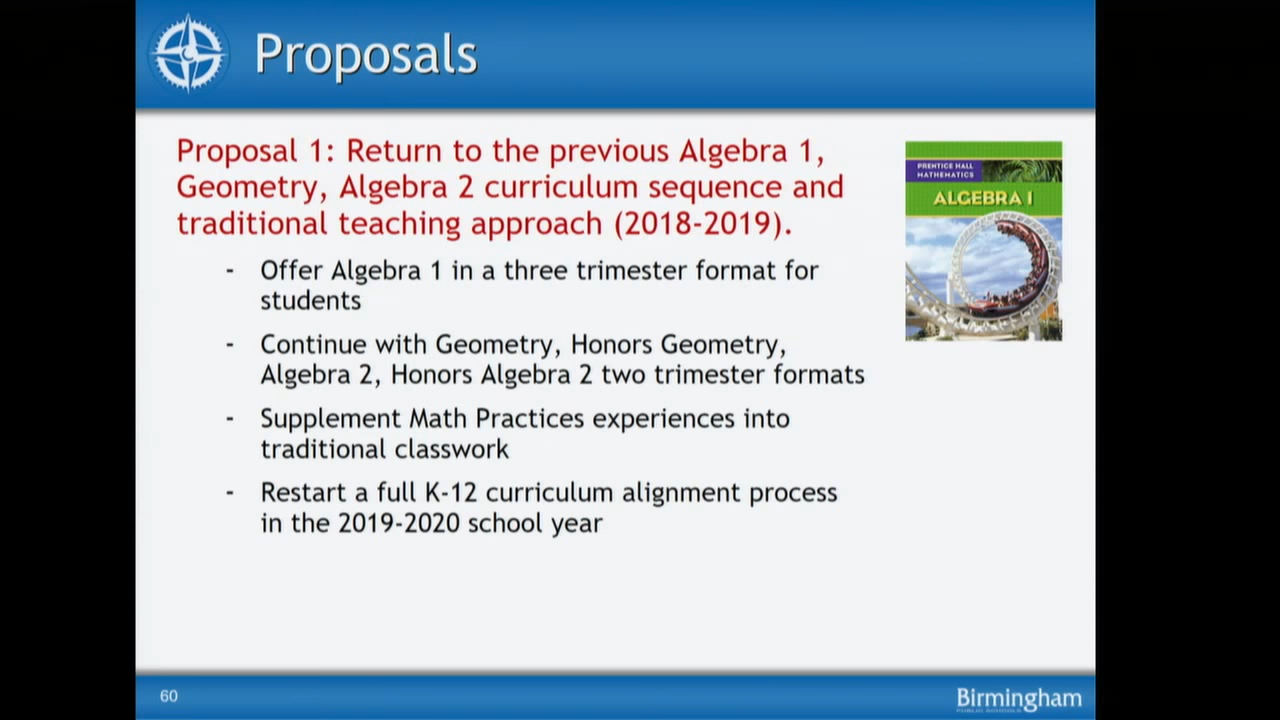 Proposals
Proposal 1: Return to the previous Algebra 1,
Geometry, Algebra 2 curriculum sequence and
traditional teaching approach (2018-2019).
- Offer Algebra 1 in a three trimester format for
students
- Continue with Geometry, Honors Geometry,
Algebra 2, Honors Algebra 2 two trimester formats
- Supplement Math Practices experiences into
traditional classwork
- Restart a full K-12 curriculum alignment process
in the 2019-2020 school year
PRENTICE HALL
MATHEMATICS
ALGEBRA 1
60
Birmingham
PUBLIC SCHOOLS